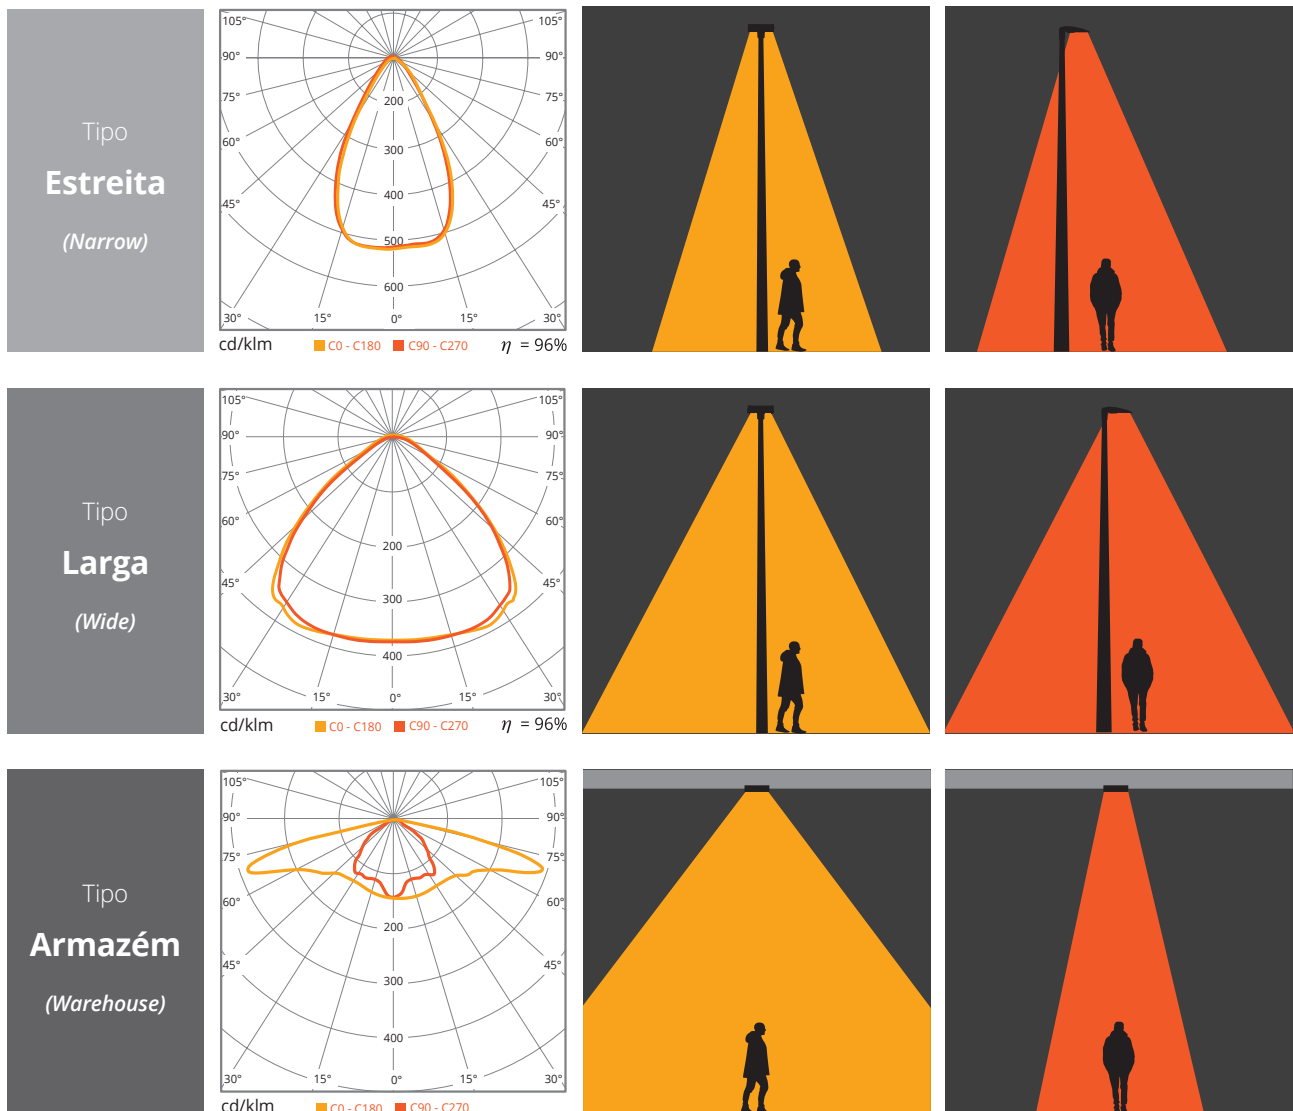 Tipo
Estreita
(Narrow)
105° 105°
90° 90°
75° 75°
60° 60°
45° 45°
200
300
400
500
600
30° 15° 0° 15° 30°
cd/klm C0 - C180 C90 - C270 η = 96%
Tipo
Larga
(Wide)
105° 105°
90° 90°
75° 75°
60° 60°
45° 45°
200
300
400
30° 15° 0° 15° 30°
cd/klm C0 - C180 C90 - C270 η = 96%
Tipo
Armazém
(Warehouse)
105° 105°
90° 90°
75° 75°
60° 60°
45° 45°
200
300
400
30° 15° 0° 15° 30°
cd/klm C0 - C180 C90 - C270